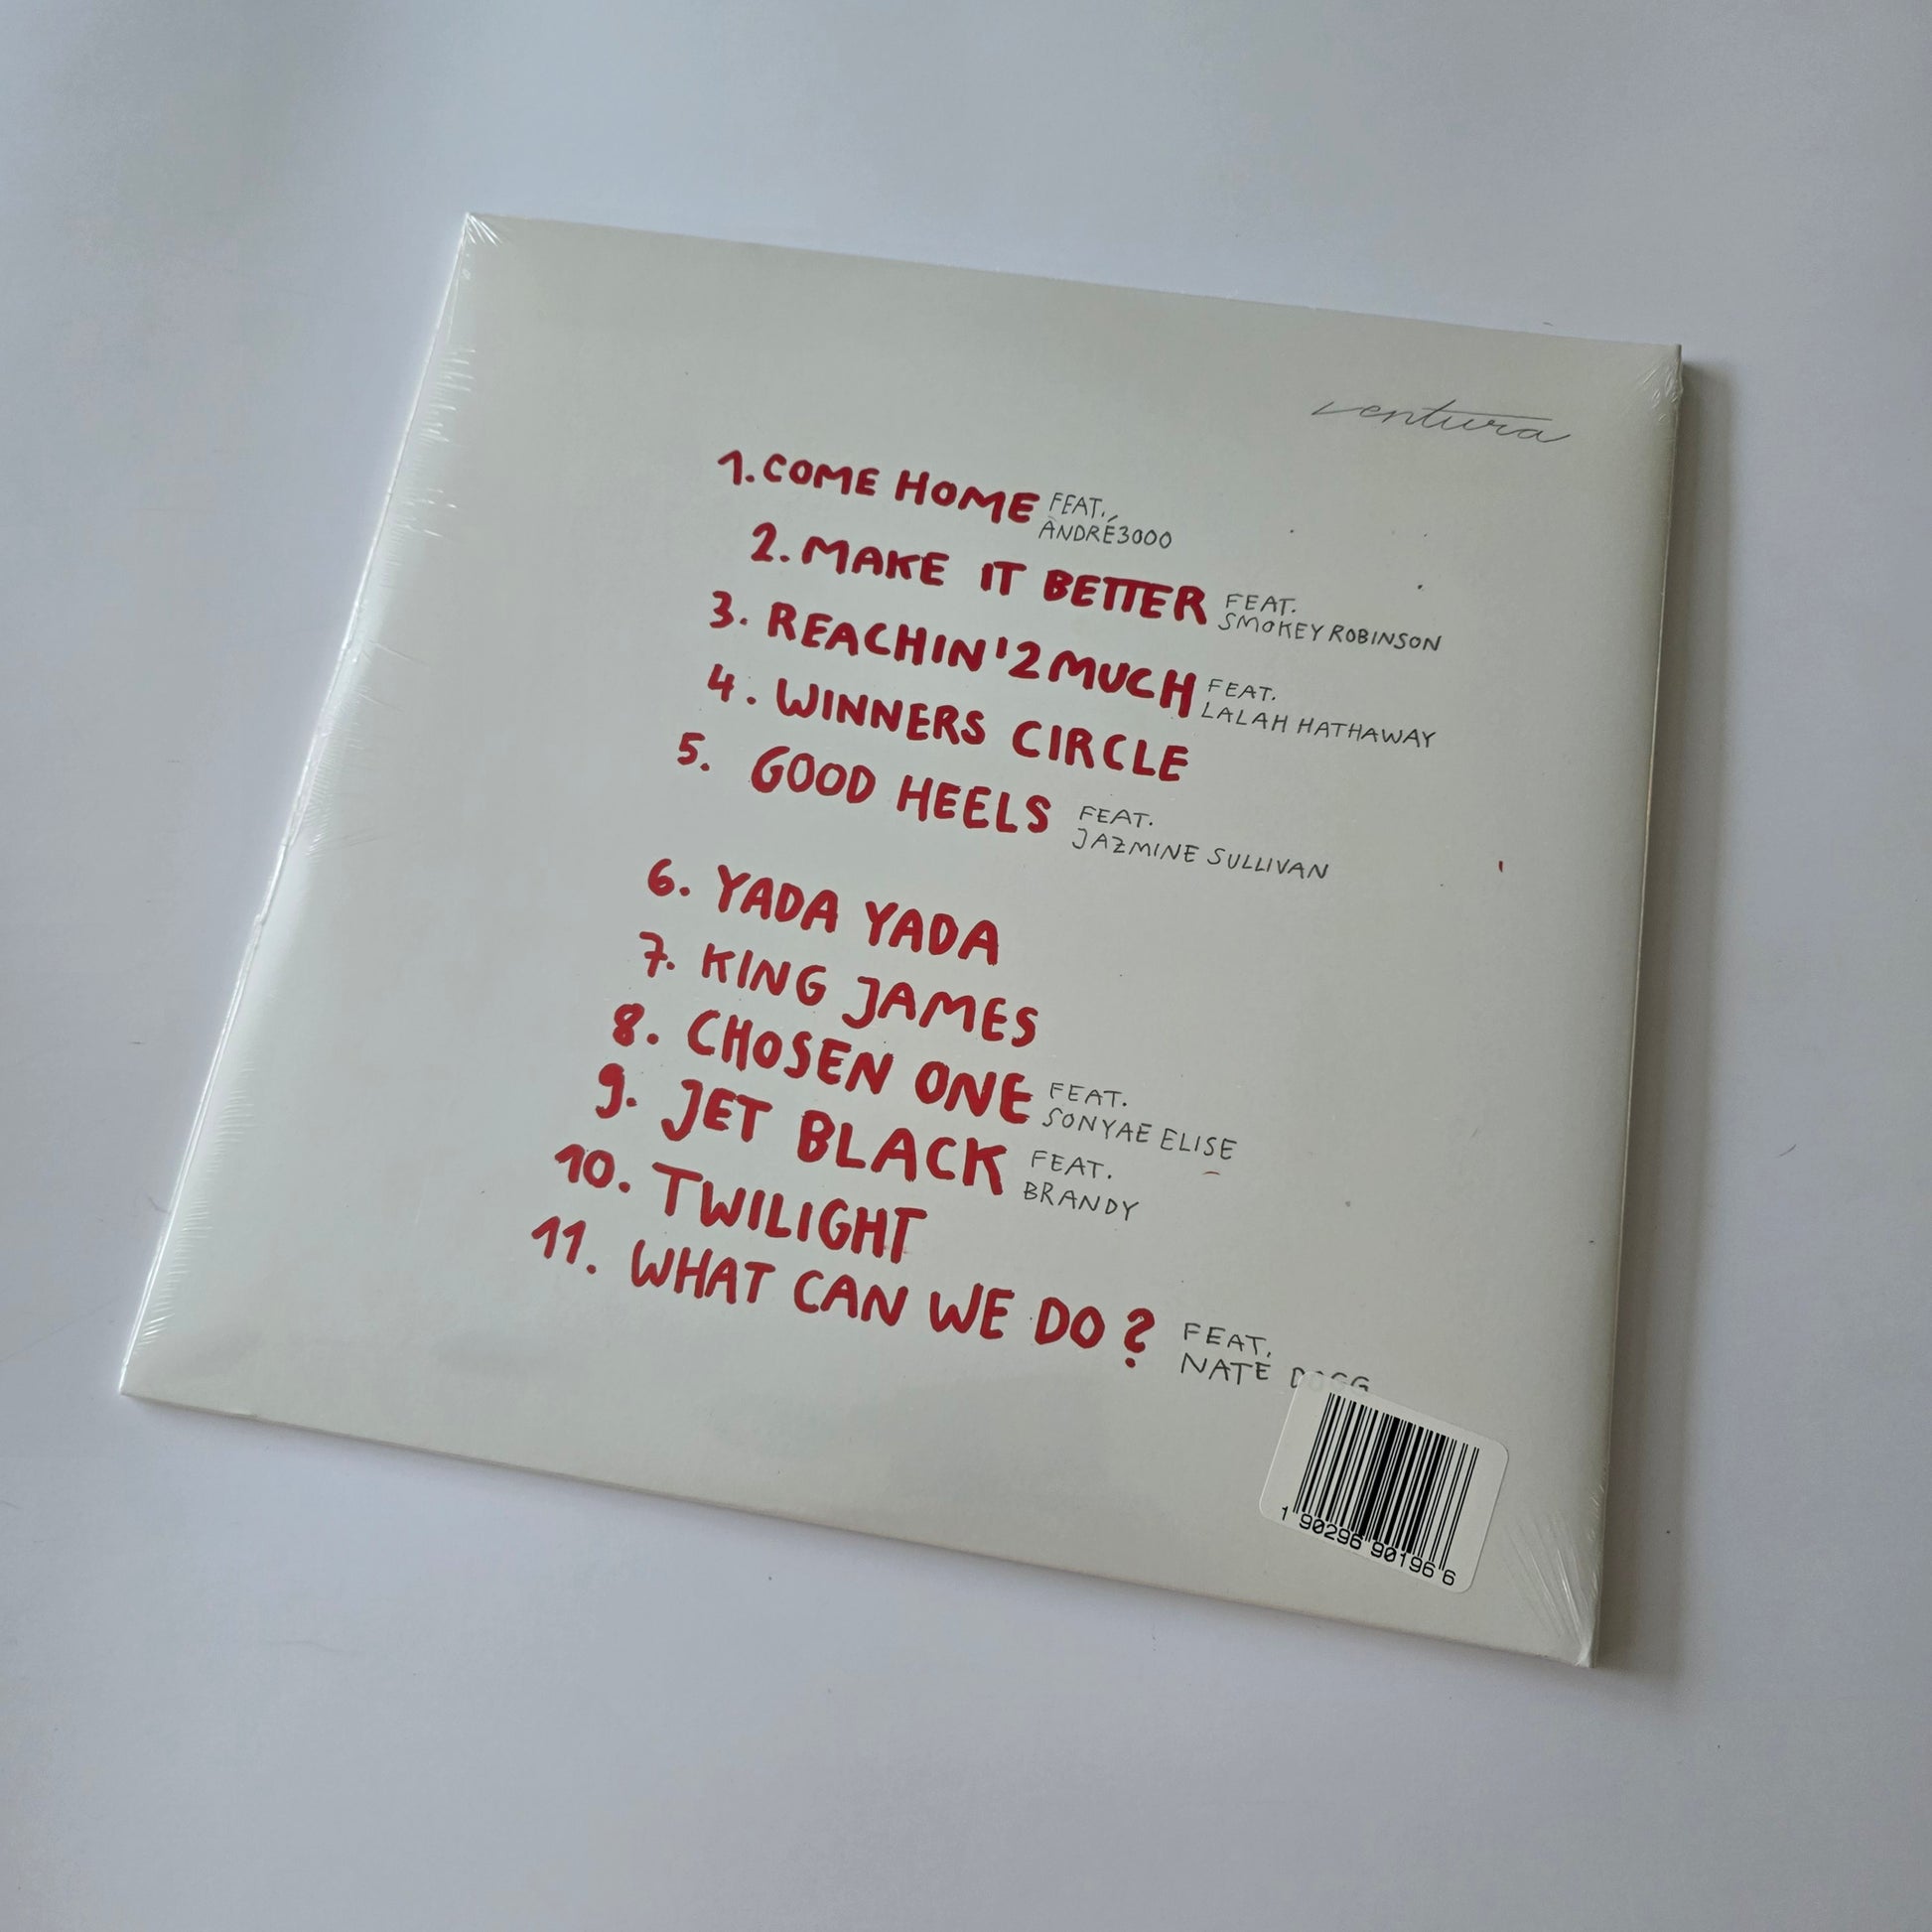 ventura
1. COME HOME FEAT.
ANDRÉ3000
2. MAKE IT BETTER FEAT.
SMOKEY ROBINSON
3. REACHIN'2MUCH FEAT.
LALAH HATHAWAY
4. WINNERS CIRCLE
5. GOOD HEELS FEAT.
JAZMINE SULLIVAN
6. YADA YADA
7. KING JAMES
8. CHOSEN ONE FEAT.
SONYAE ELISE
9. JET BLACK FEAT.
BRANDY
10. TWILIGHT
11. WHAT CAN WE DO? FEAT.
NATE DOGG
1 90296 90196 6